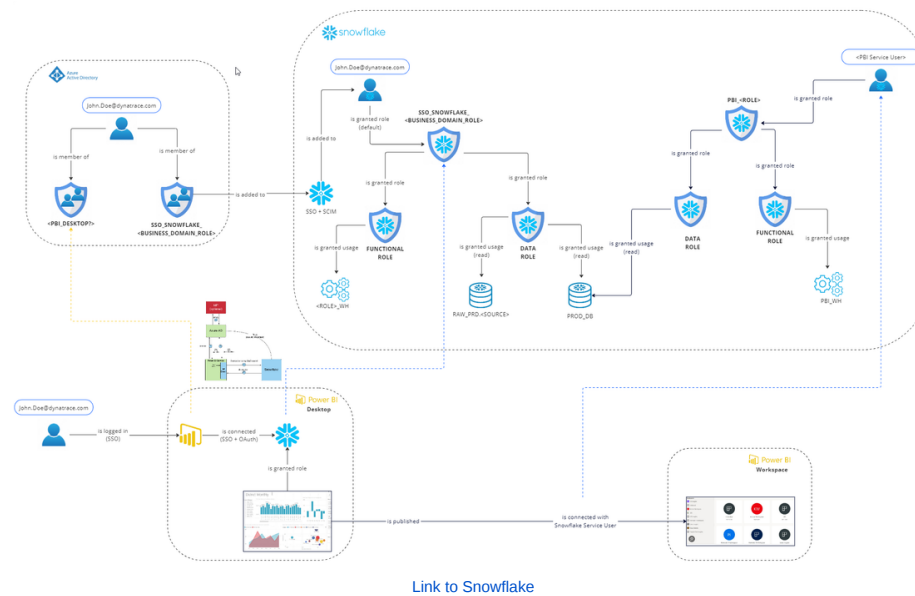 snowflake
Azure
Active Directory
John.Doe@dynatrace.com
is member of
is member of
<PBI_DESKTOP?>
SSO_SNOWFLAKE_
<BUSINESS_DOMAIN_ROLE>
is added to
is added to
SSO + SCIM
John.Doe@dynatrace.com
is granted role
(default)
SSO_SNOWFLAKE_
<BUSINESS_DOMAIN_ROLE>
is granted role
is granted role
FUNCTIONAL
ROLE
DATA
ROLE
is granted usage
<ROLE>_WH
is granted usage
(read)
is granted usage
(read)
RAW_PRD.<SOURCE>
PROD_DB
<PBI Service User>
is granted role
PBI_<ROLE>
is granted role
is granted role
DATA
ROLE
FUNCTIONAL
ROLE
is granted usage
(read)
is granted usage
PBI_WH
John.Doe@dynatrace.com
is logged in
(SSO)
Power BI
Desktop
is connected
(SSO + OAuth)
is granted role
is published
is connected with
Snowflake Service User
Power BI
Workspace
Link to Snowflake